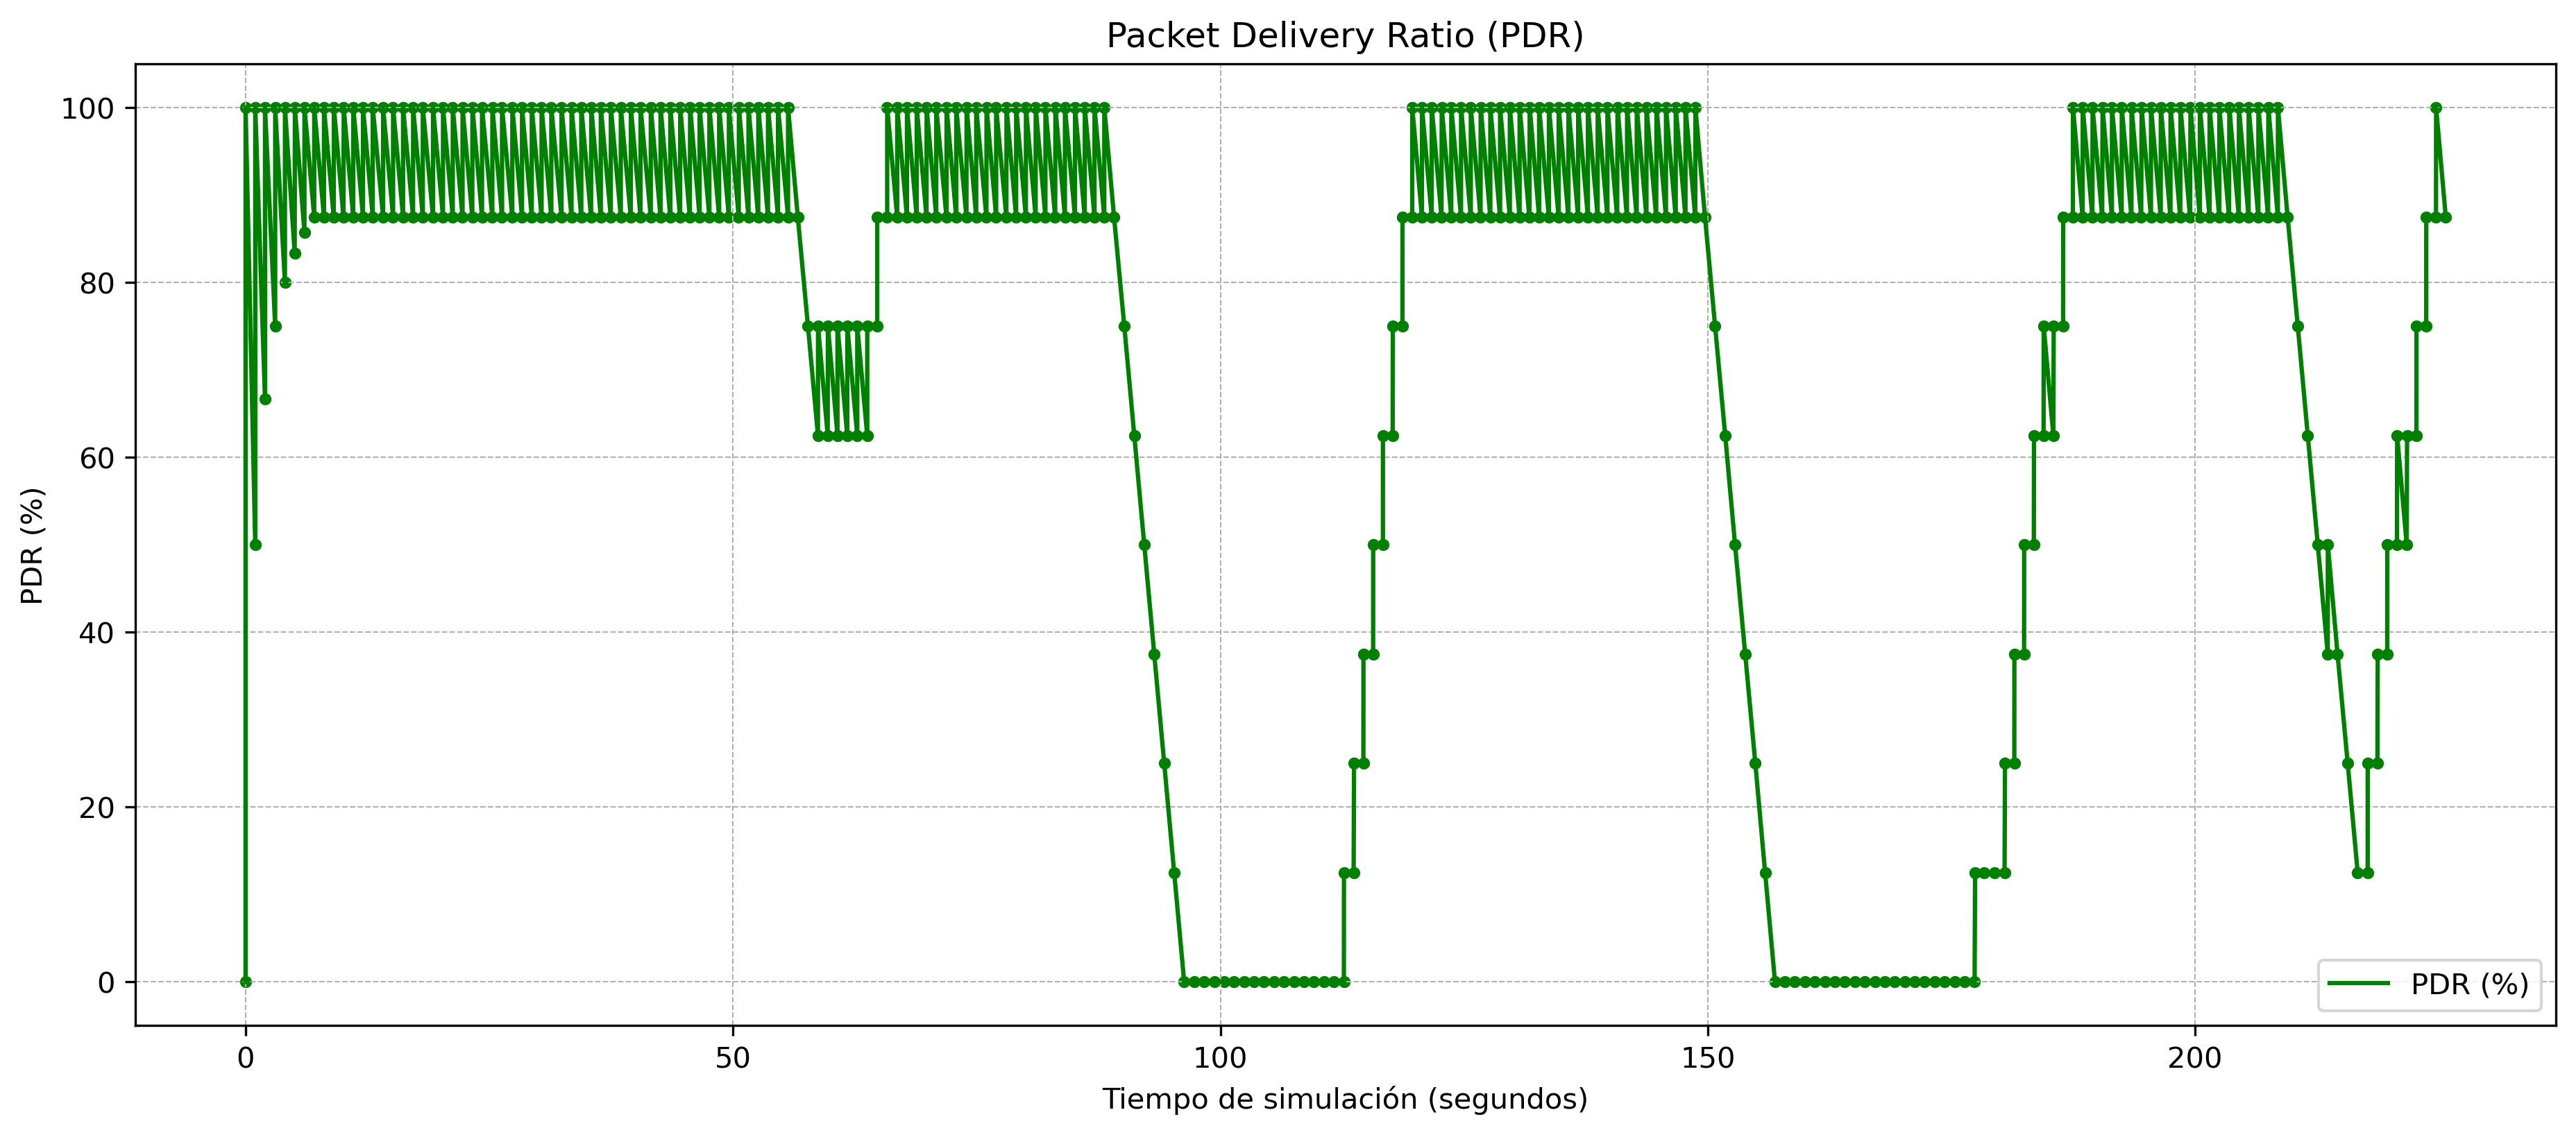 Packet Delivery Ratio (PDR)
100
80
60
40
20
0
PDR (%)
PDR (%)
0 50 100 150 200
Tiempo de simulación (segundos)